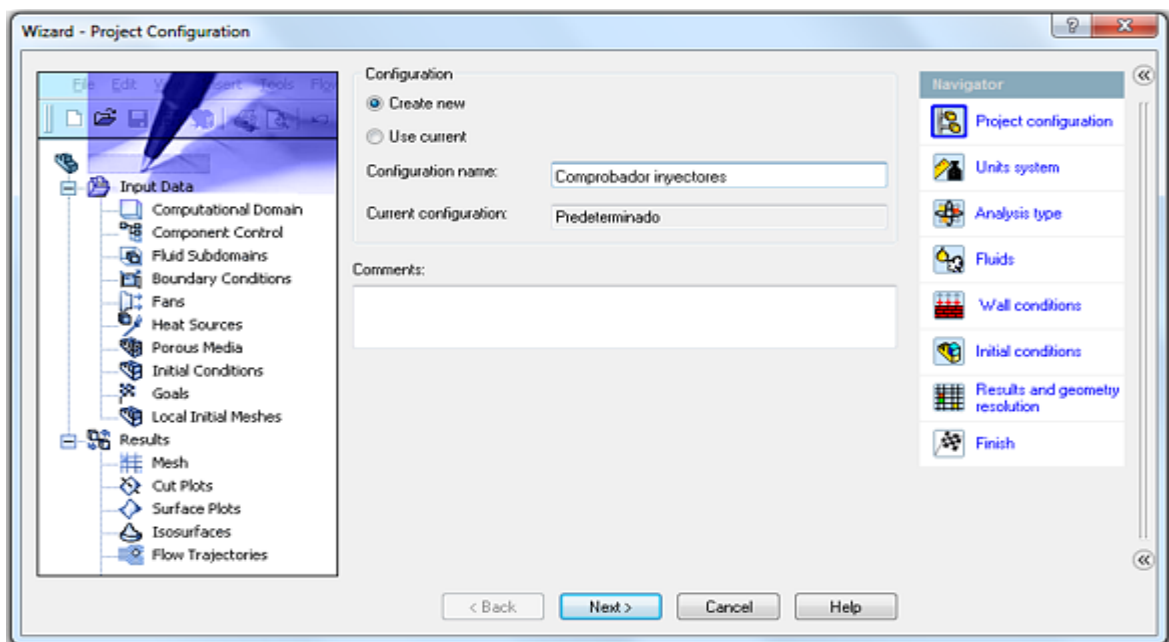 Wizard - Project Configuration
File Edit View Insert Tools Flow
Input Data
Computational Domain
Component Control
Fluid Subdomains
Boundary Conditions
Fans
Heat Sources
Porous Media
Initial Conditions
Goals
Local Initial Meshes
Results
Mesh
Cut Plots
Surface Plots
Isosurfaces
Flow Trajectories
Configuration
Create new
Use current
Configuration name:
Comprobador inyectores
Current configuration:
Predeterminado
Comments:
Navigator
Project configuration
Units system
Analysis type
Fluids
Wall conditions
Initial conditions
Results and geometry
resolution
Finish
< Back
Next >
Cancel
Help